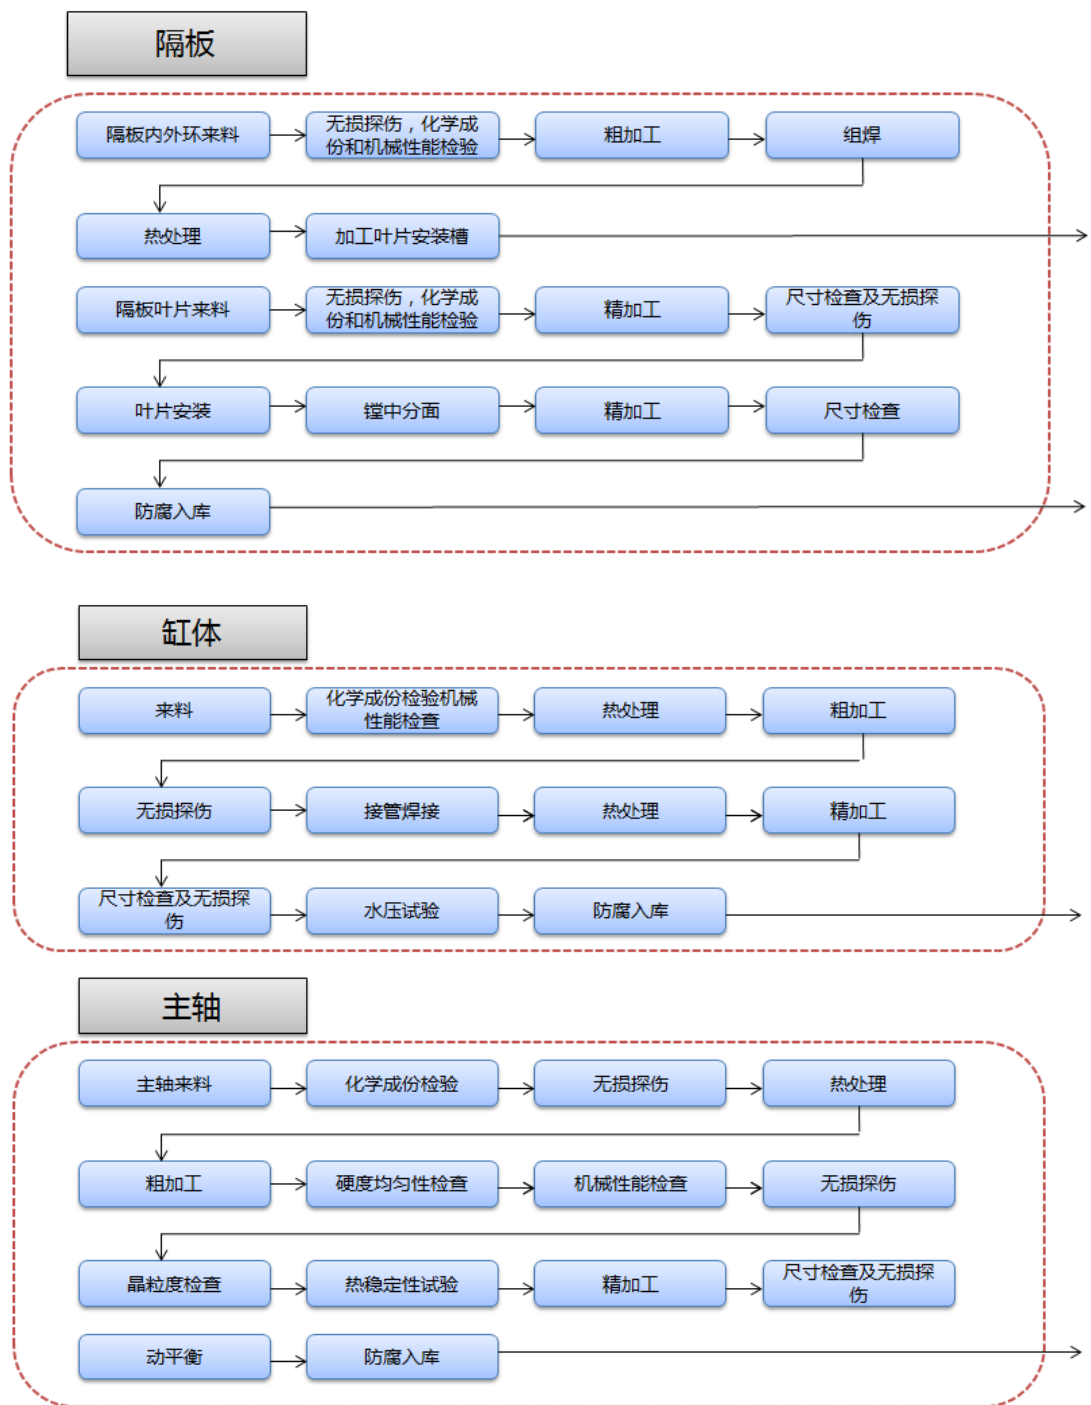 隔板
隔板内外环来料
无损探伤，化学成
份和机械性能检验
粗加工
组焊
热处理
加工叶片安装槽
隔板叶片来料
无损探伤，化学成
份和机械性能检验
精加工
尺寸检查及无损探
伤
叶片安装
镗中分面
精加工
尺寸检查
防腐入库
缸体
来料
化学成份检验机械
性能检查
热处理
粗加工
无损探伤
接管焊接
热处理
精加工
尺寸检查及无损探
伤
水压试验
防腐入库
主轴
主轴来料
化学成份检验
无损探伤
热处理
粗加工
硬度均匀性检查
机械性能检查
无损探伤
晶粒度检查
热稳定性试验
精加工
尺寸检查及无损探
伤
动平衡
防腐入库